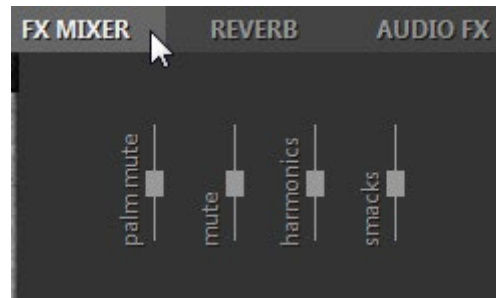 FX MIXER REVERB AUDIO FX
palm mute
mute
harmonics
smacks